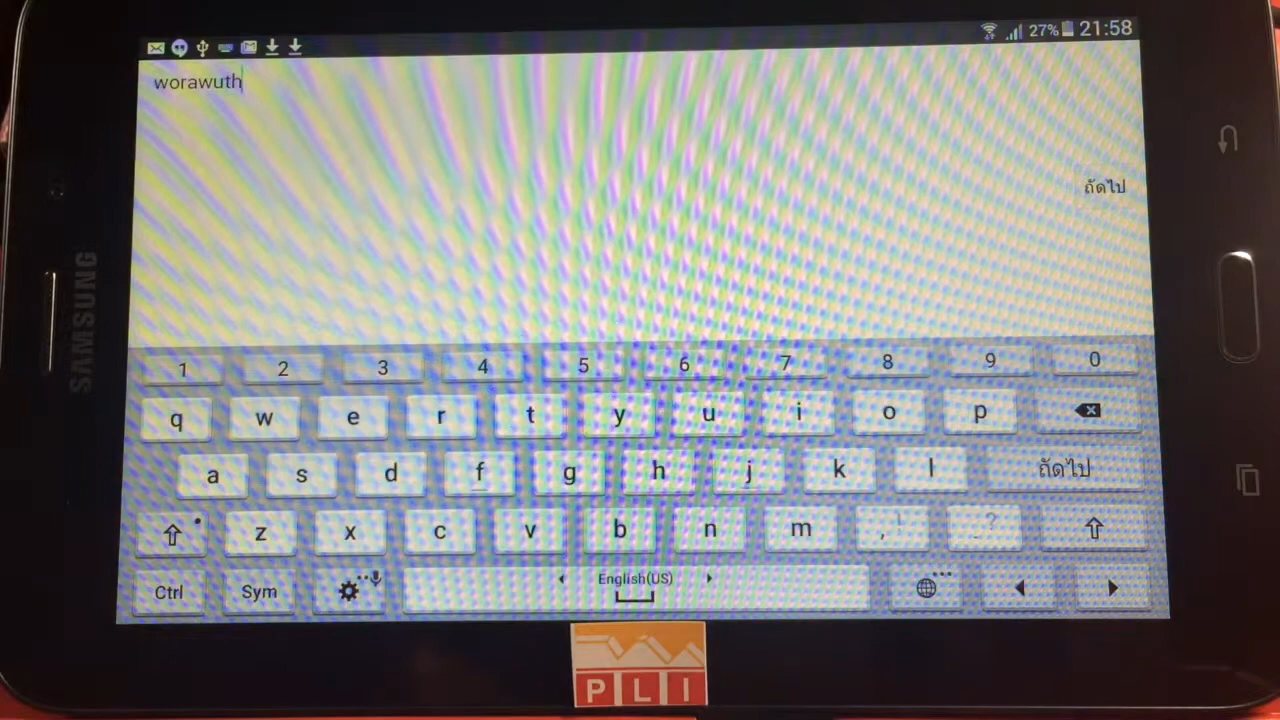 27% 21:58
worawuth
ถัดไป
SAMSUNG
1 2 3 4 5 6 7 8 9 0
q w e r t y u i o p
a s d f g h j k l ถัดไป
z x c v b n m , ! . ?
Ctrl Sym English(US)
PLI